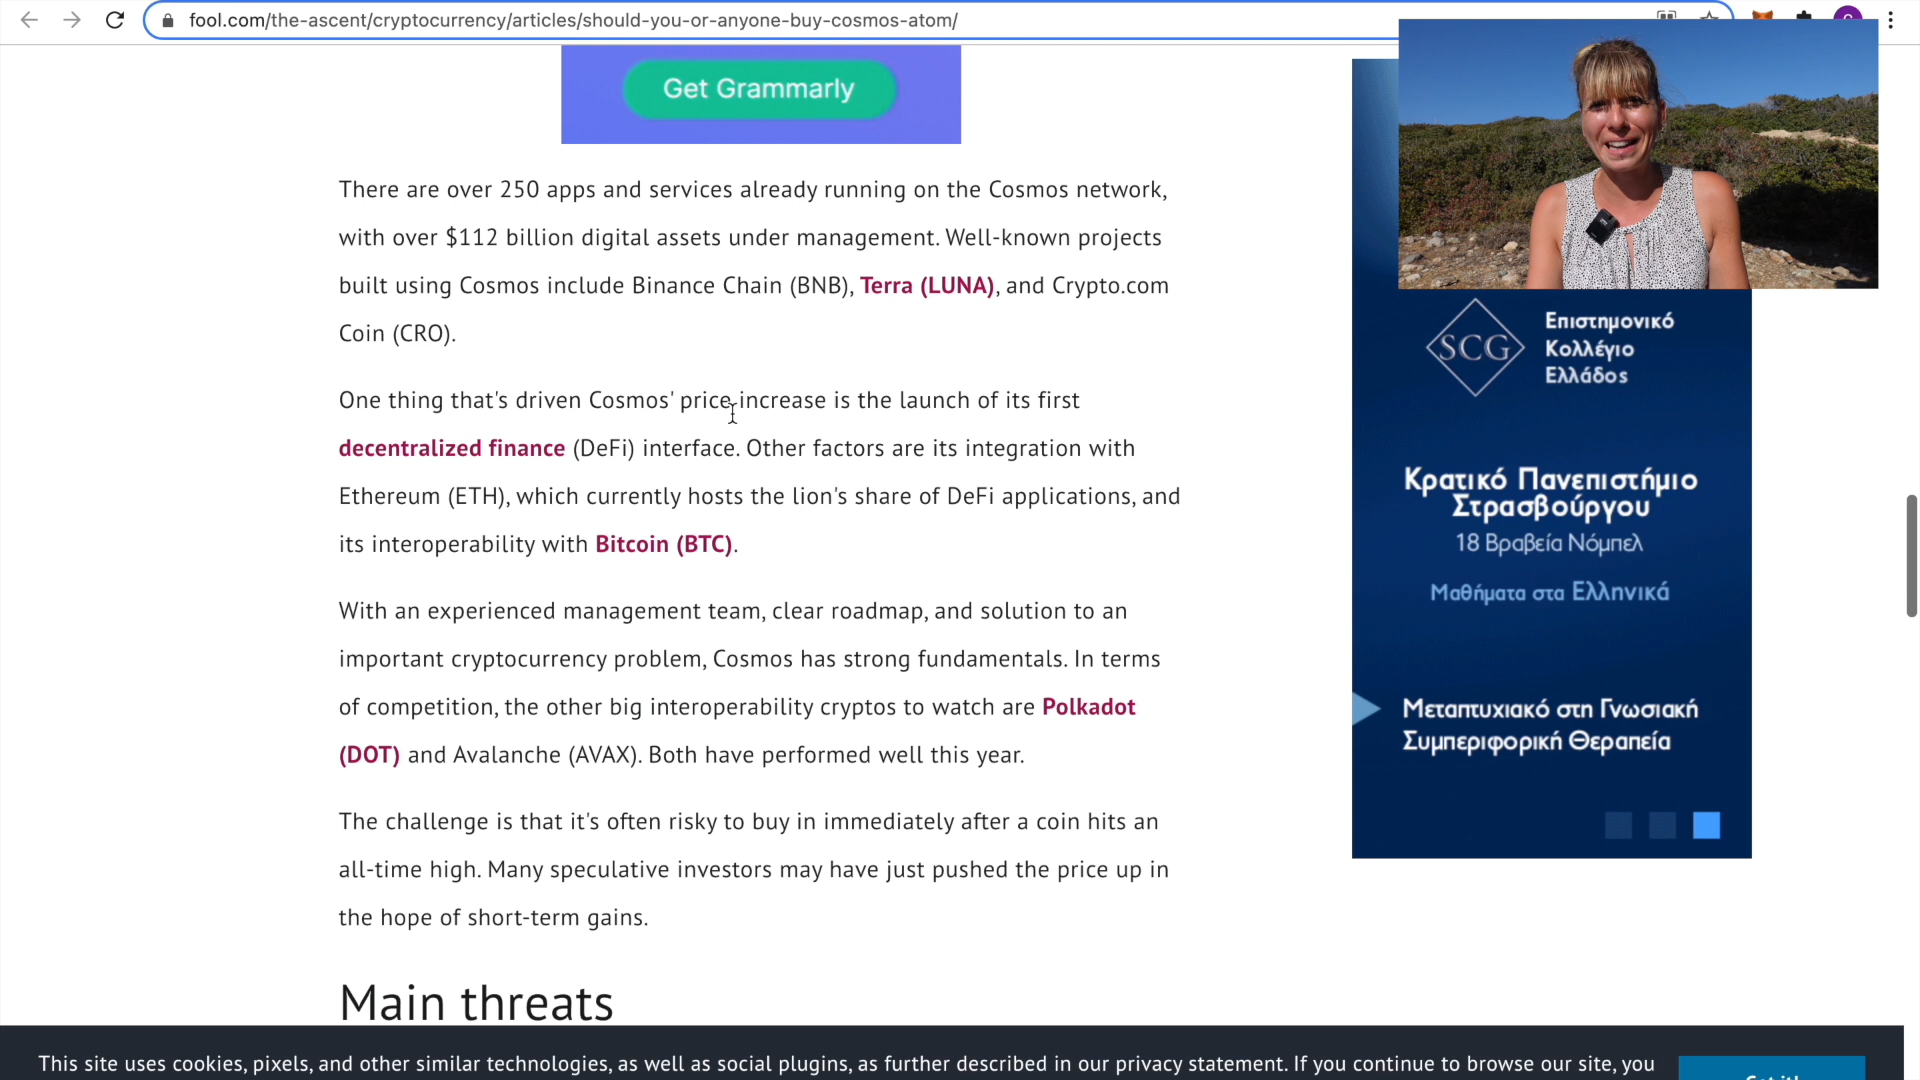 fool.com/the-ascent/cryptocurrency/articles/should-you-or-anyone-buy-cosmos-atom/
Get Grammarly
There are over 250 apps and services already running on the Cosmos network,
with over $112 billion digital assets under management. Well-known projects
built using Cosmos include Binance Chain (BNB), Terra (LUNA), and Crypto.com
Coin (CRO).
One thing that's driven Cosmos' price increase is the launch of its first
decentralized finance (DeFi) interface. Other factors are its integration with
Ethereum (ETH), which currently hosts the lion's share of DeFi applications, and
its interoperability with Bitcoin (BTC).
With an experienced management team, clear roadmap, and solution to an
important cryptocurrency problem, Cosmos has strong fundamentals. In terms
of competition, the other big interoperability cryptos to watch are Polkadot
(DOT) and Avalanche (AVAX). Both have performed well this year.
The challenge is that it's often risky to buy in immediately after a coin hits an
all-time high. Many speculative investors may have just pushed the price up in
the hope of short-term gains.
Main threats
SCG
Επιστημονικό
Κολλέγιο
Ελλάδος
Κρατικό Πανεπιστήμιο
Στρασβούργου
18 Βραβεία Νόμπελ
Μαθήματα στα Ελληνικά
Μεταπτυχιακό στη Γνωσιακή
Συμπεριφορική Θεραπεία
This site uses cookies, pixels, and other similar technologies, as well as social plugins, as further described in our privacy statement. If you continue to browse our site, you